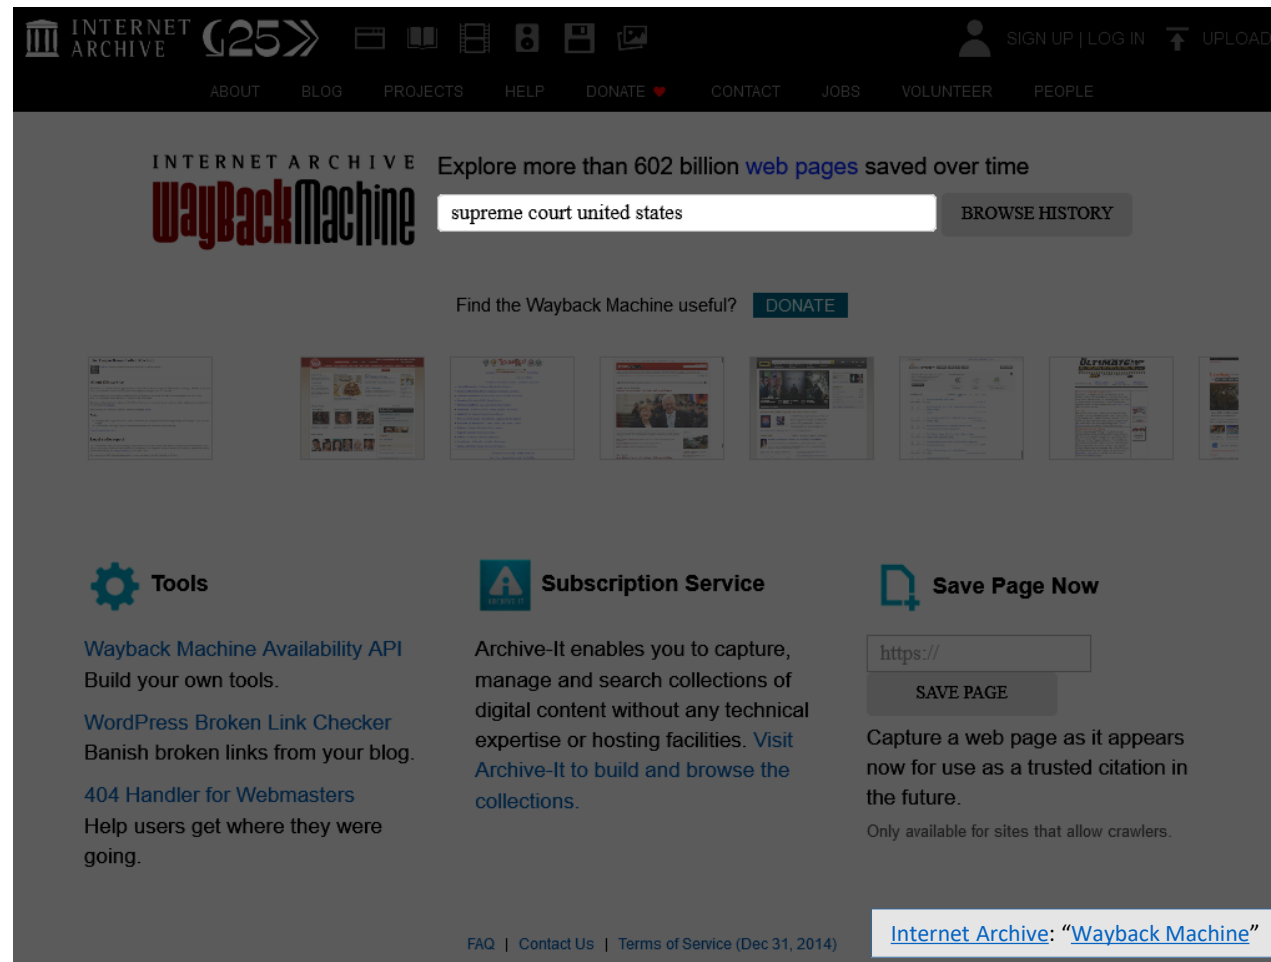 INTERNET ARCHIVE 25
SIGN UP | LOG IN UPLOAD
ABOUT BLOG PROJECTS HELP DONATE CONTACT JOBS VOLUNTEER PEOPLE
INTERNET ARCHIVE
WayBackMachine
Explore more than 602 billion web pages saved over time
supreme court united states
BROWSE HISTORY
Find the Wayback Machine useful? DONATE
Tools
Wayback Machine Availability API
Build your own tools.
WordPress Broken Link Checker
Banish broken links from your blog.
404 Handler for Webmasters
Help users get where they were
going.
ARCHIVE-IT
Subscription Service
Archive-It enables you to capture,
manage and search collections of
digital content without any technical
expertise or hosting facilities. Visit
Archive-It to build and browse the
collections.
Save Page Now
https://
SAVE PAGE
Capture a web page as it appears
now for use as a trusted citation in
the future.
Only available for sites that allow crawlers.
FAQ | Contact Us | Terms of Service (Dec 31, 2014)
Internet Archive: “Wayback Machine”